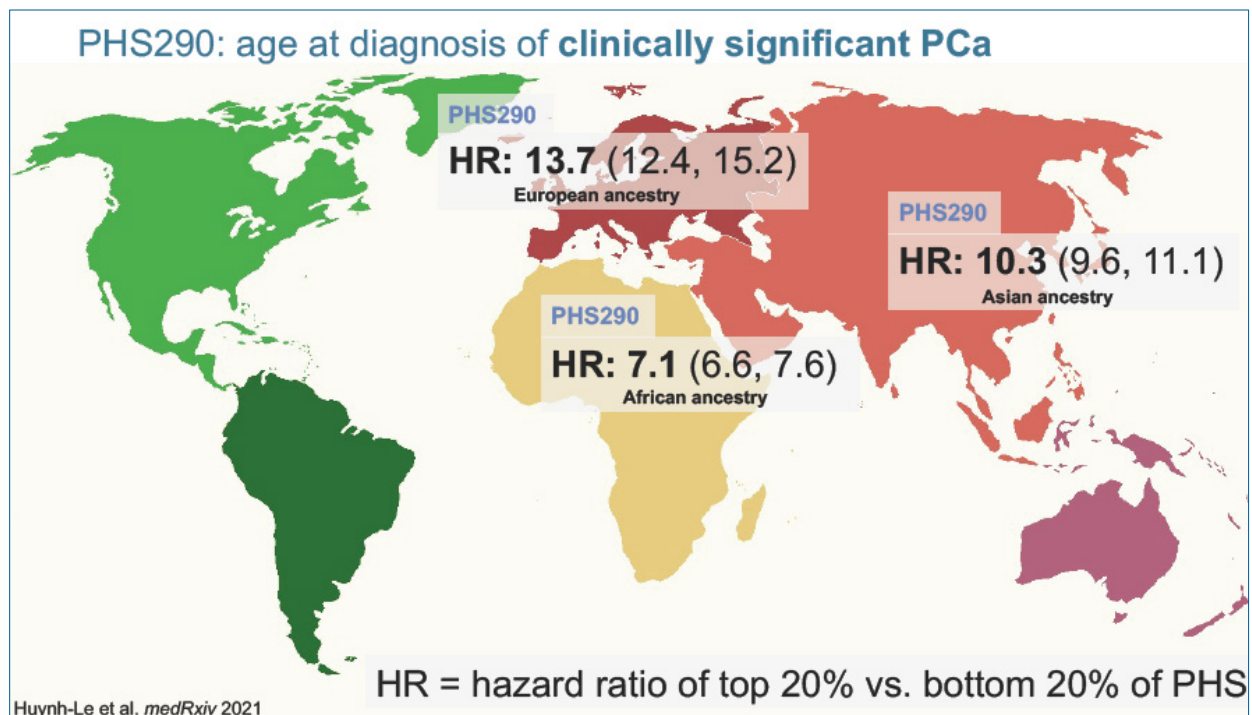 PHS290: age at diagnosis of clinically significant PCa
PHS290
HR: 13.7 (12.4, 15.2)
European ancestry
PHS290
HR: 10.3 (9.6, 11.1)
Asian ancestry
PHS290
HR: 7.1 (6.6, 7.6)
African ancestry
HR = hazard ratio of top 20% vs. bottom 20% of PHS
Huynh-Le et al. medRxiv 2021